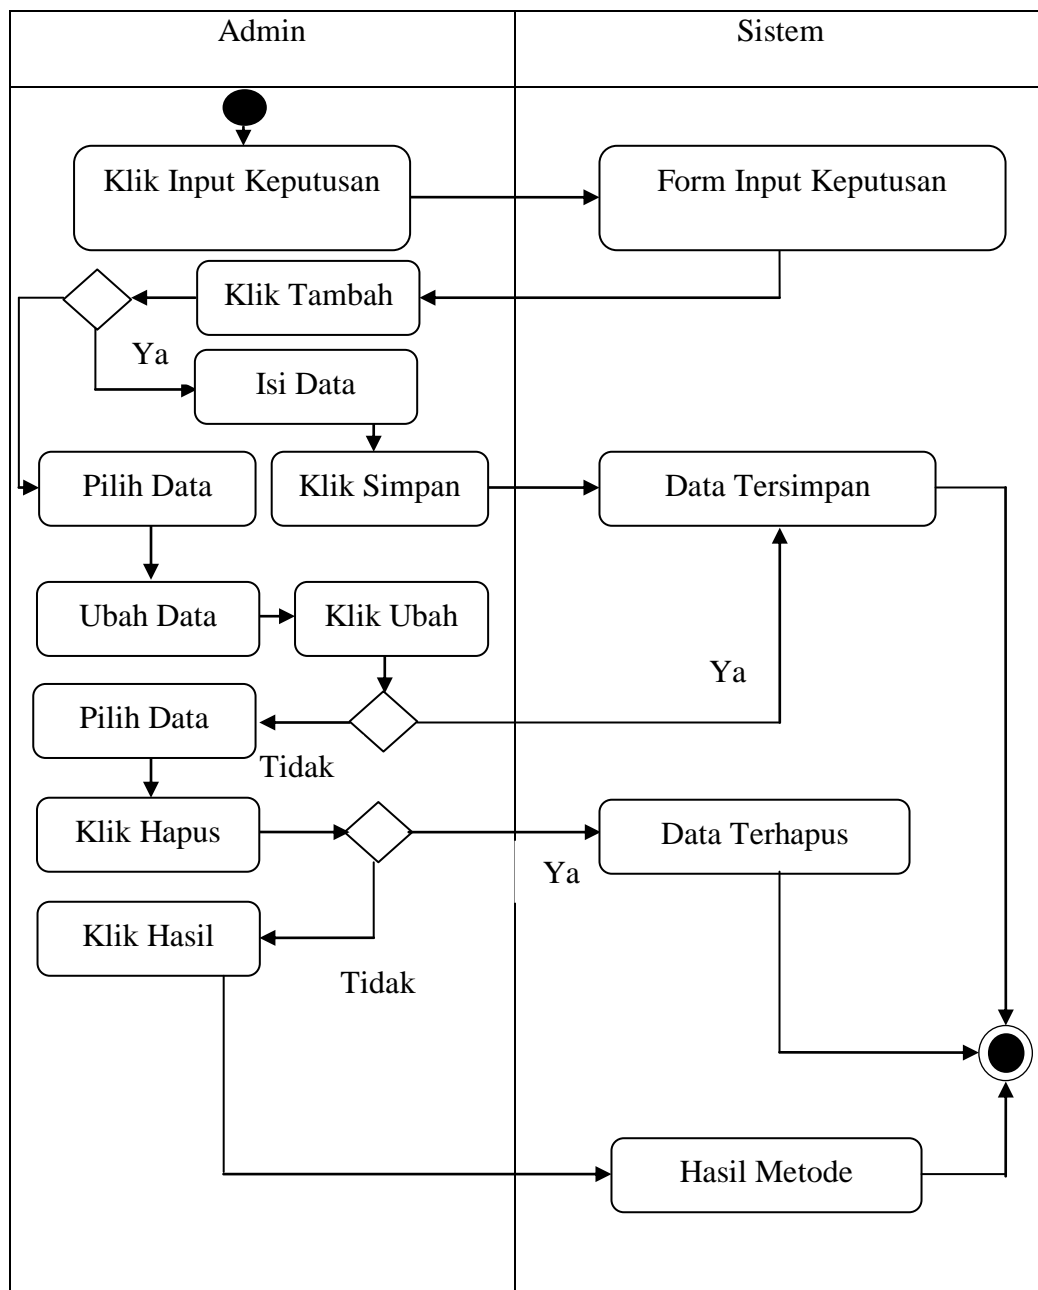 Admin
Sistem
Klik Input Keputusan
Form Input Keputusan
Klik Tambah
Ya
Isi Data
Pilih Data
Klik Simpan
Data Tersimpan
Ubah Data
Klik Ubah
Ya
Pilih Data
Tidak
Klik Hapus
Data Terhapus
Ya
Klik Hasil
Tidak
Hasil Metode